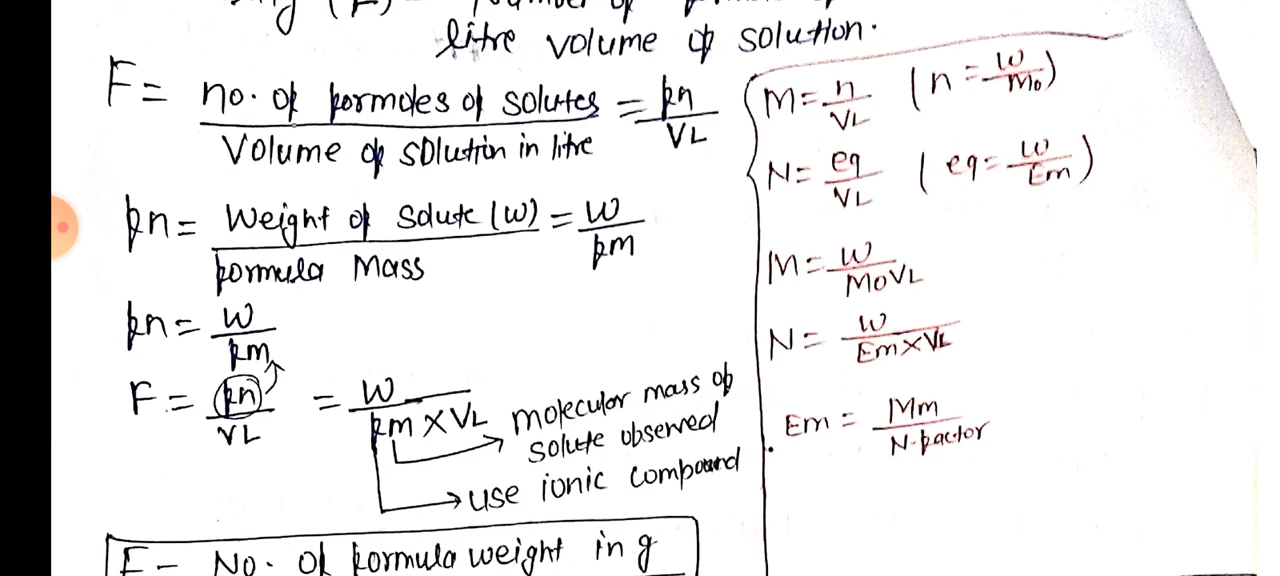 litre volume of solution.
F = no. of formoles of solutes / Volume of solution in litre = fn / VL
fn = Weight of Solute (w) / formula Mass = W / fm
fn = W / fm
F = fn / VL = W / fm × VL
molecular mass of
solute observed
use ionic compound
F = No. of formula weight in g
M = n / VL (n = W / Mo)
N = eq / VL (eq = W / Em)
M = W / MoVL
N = W / Em×VL
Em = Mm / N-factor